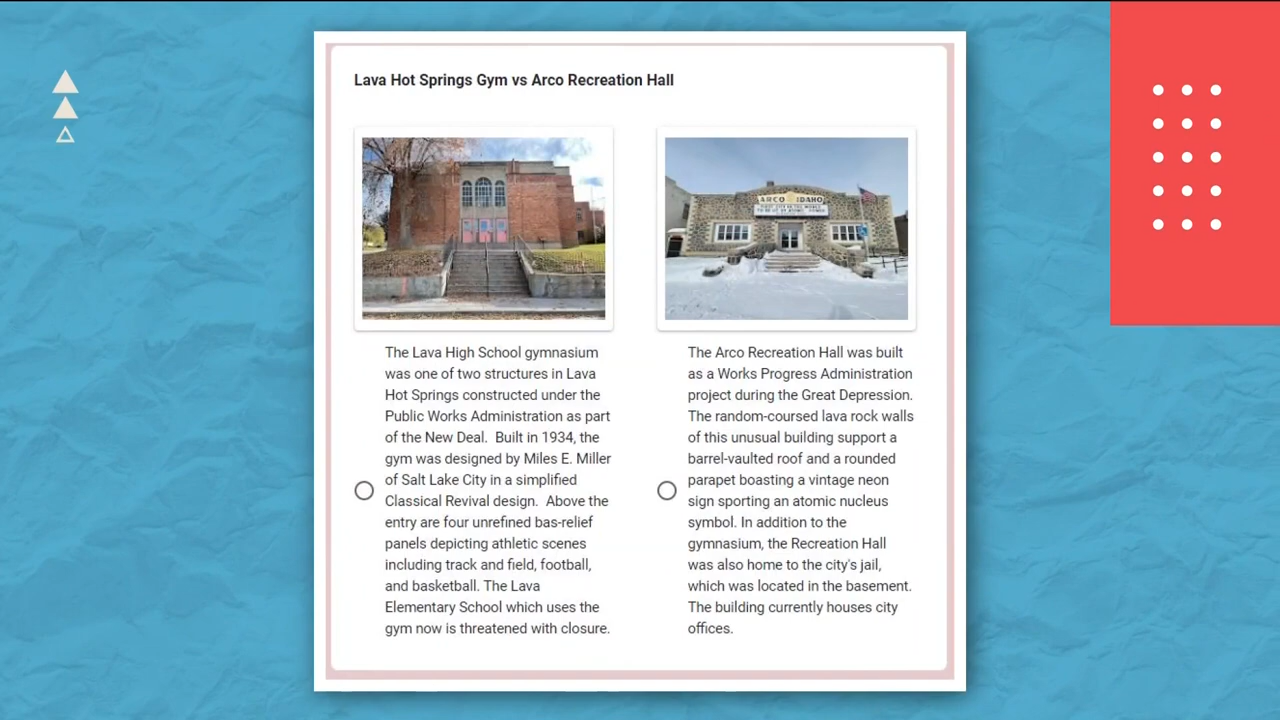 Lava Hot Springs Gym vs Arco Recreation Hall
ARCO IDAHO
The Lava High School gymnasium
was one of two structures in Lava
Hot Springs constructed under the
Public Works Administration as part
of the New Deal.  Built in 1934, the
gym was designed by Miles E. Miller
of Salt Lake City in a simplified
Classical Revival design.  Above the
entry are four unrefined bas-relief
panels depicting athletic scenes
including track and field, football,
and basketball. The Lava
Elementary School which uses the
gym now is threatened with closure.
The Arco Recreation Hall was built
as a Works Progress Administration
project during the Great Depression.
The random-coursed lava rock walls
of this unusual building support a
barrel-vaulted roof and a rounded
parapet boasting a vintage neon
sign sporting an atomic nucleus
symbol. In addition to the
gymnasium, the Recreation Hall
was also home to the city's jail,
which was located in the basement.
The building currently houses city
offices.